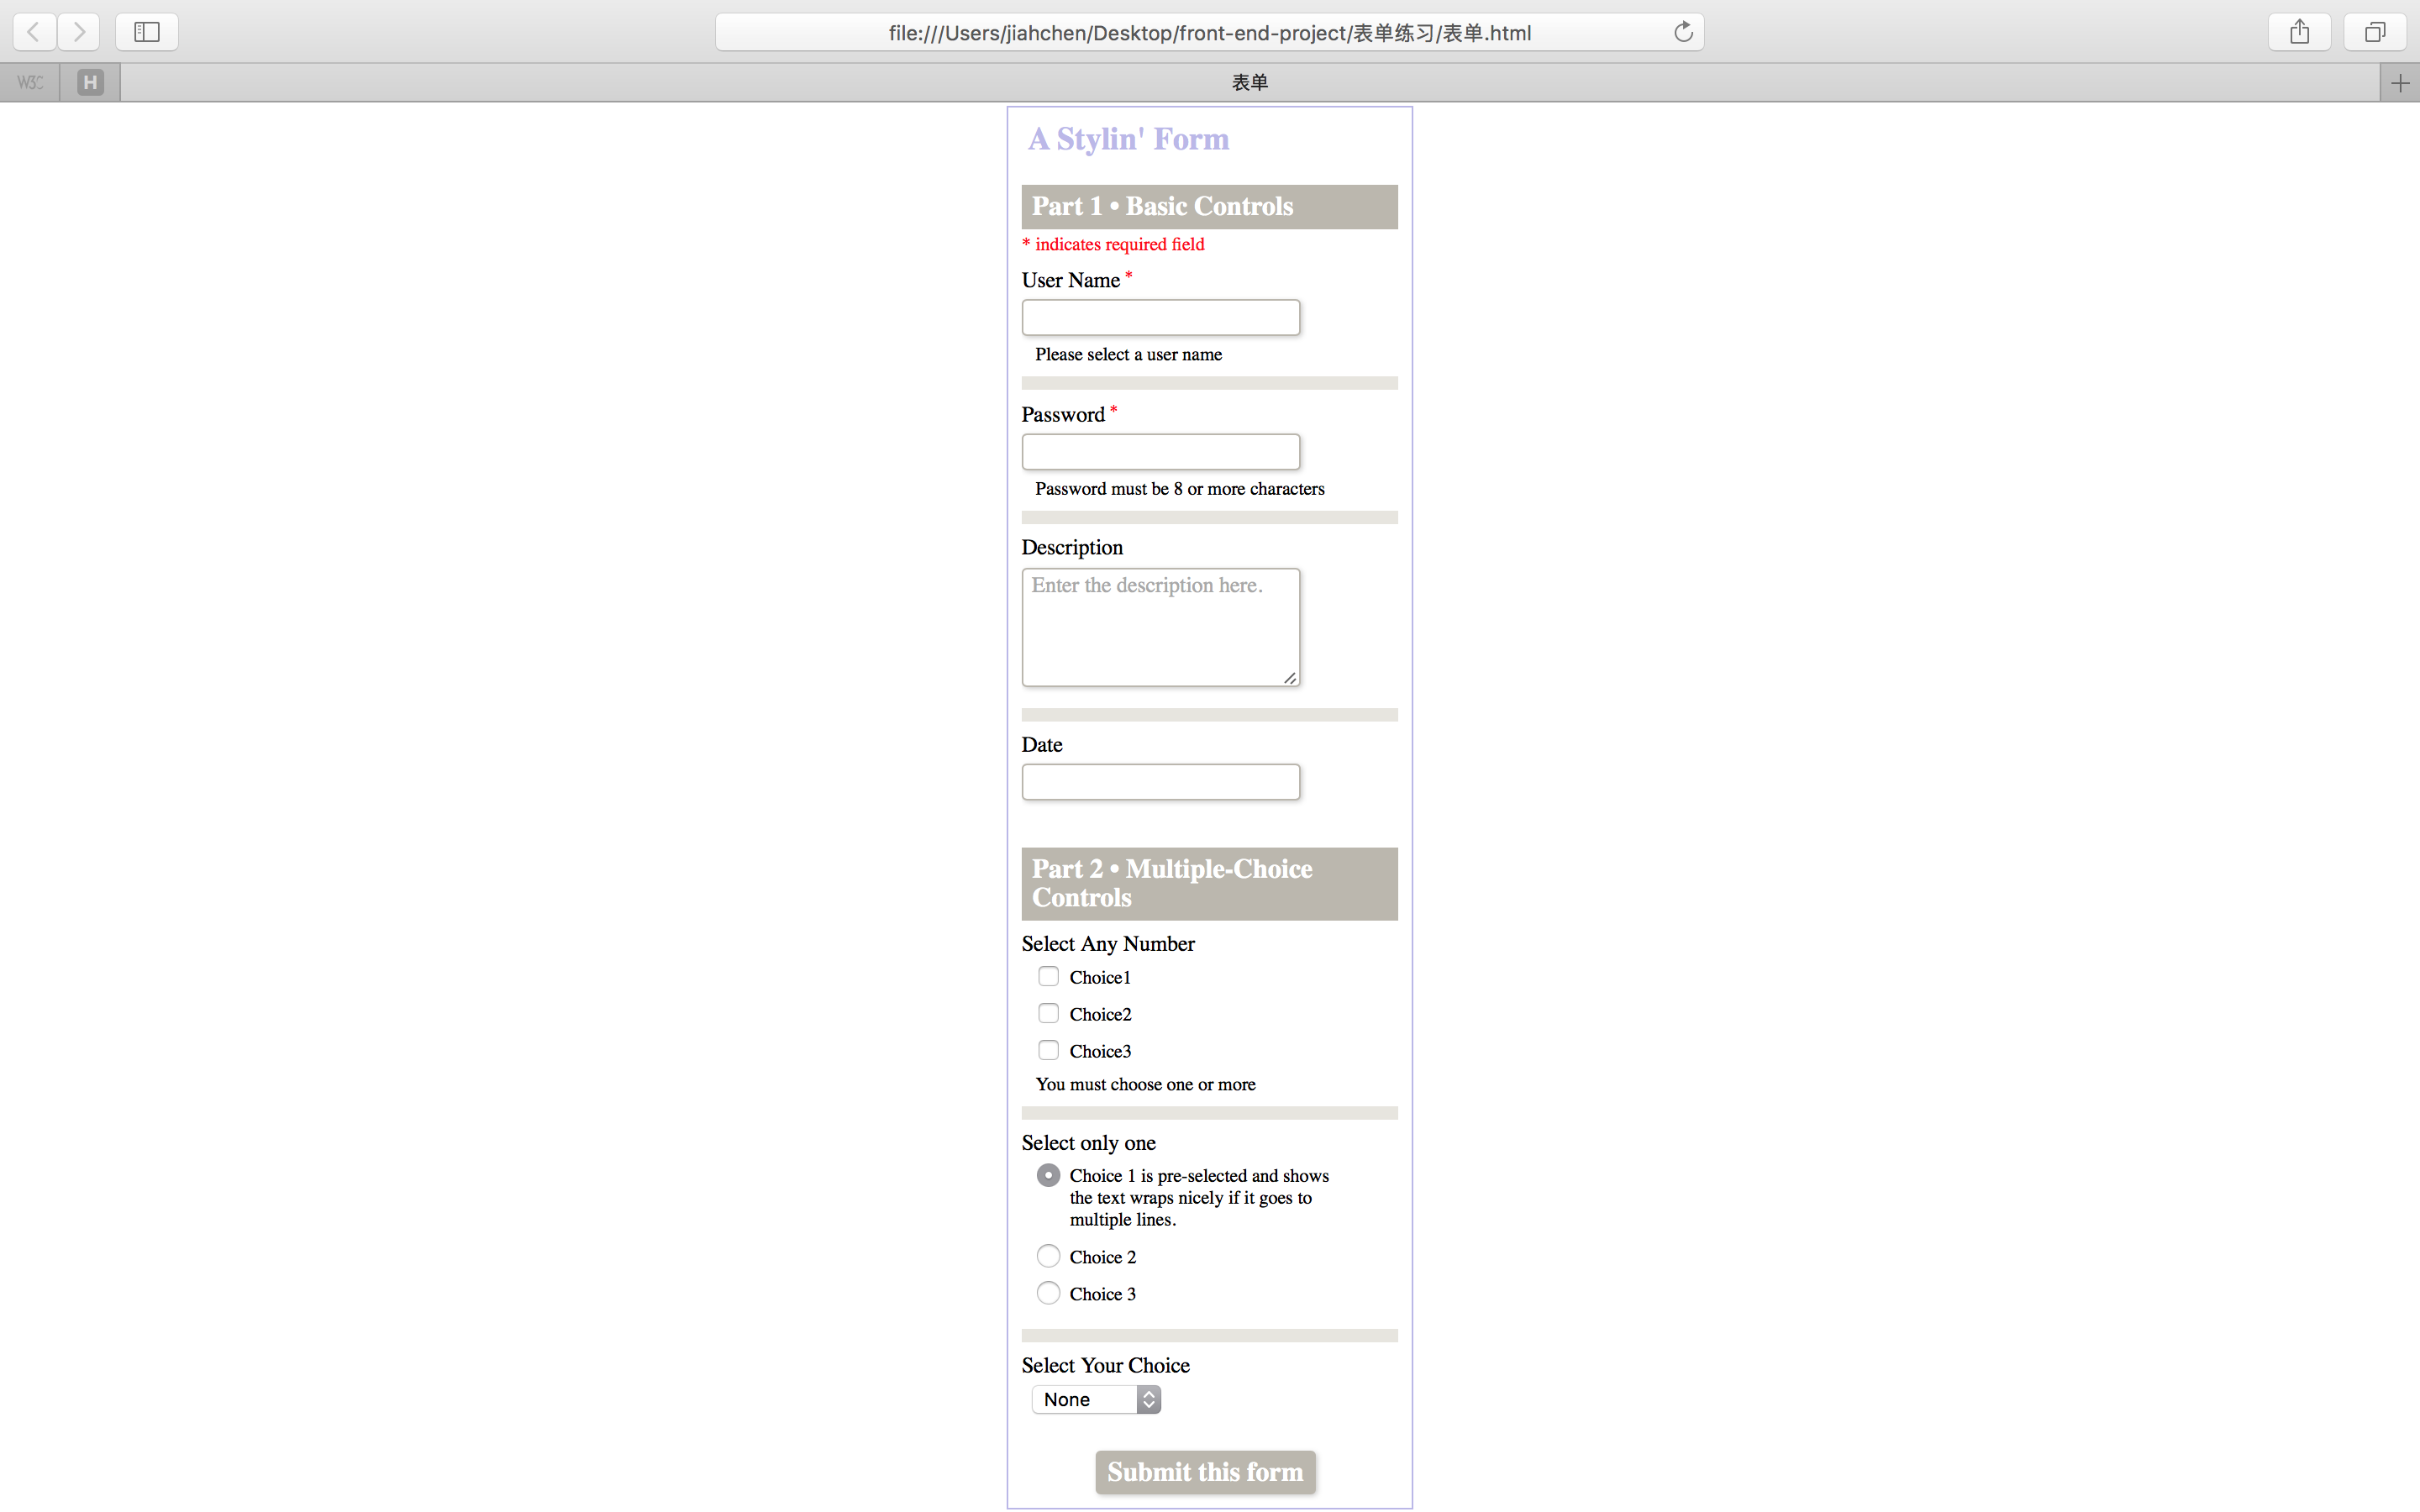 file:///Users/jiahchen/Desktop/front-end-project/表单练习/表单.html
W3C
H
表单
A Stylin' Form
Part 1 • Basic Controls
* indicates required field
User Name *
Please select a user name
Password *
Password must be 8 or more characters
Description
Enter the description here.
Date
Part 2 • Multiple-Choice
Controls
Select Any Number
Choice1
Choice2
Choice3
You must choose one or more
Select only one
Choice 1 is pre-selected and shows
the text wraps nicely if it goes to
multiple lines.
Choice 2
Choice 3
Select Your Choice
None
Submit this form